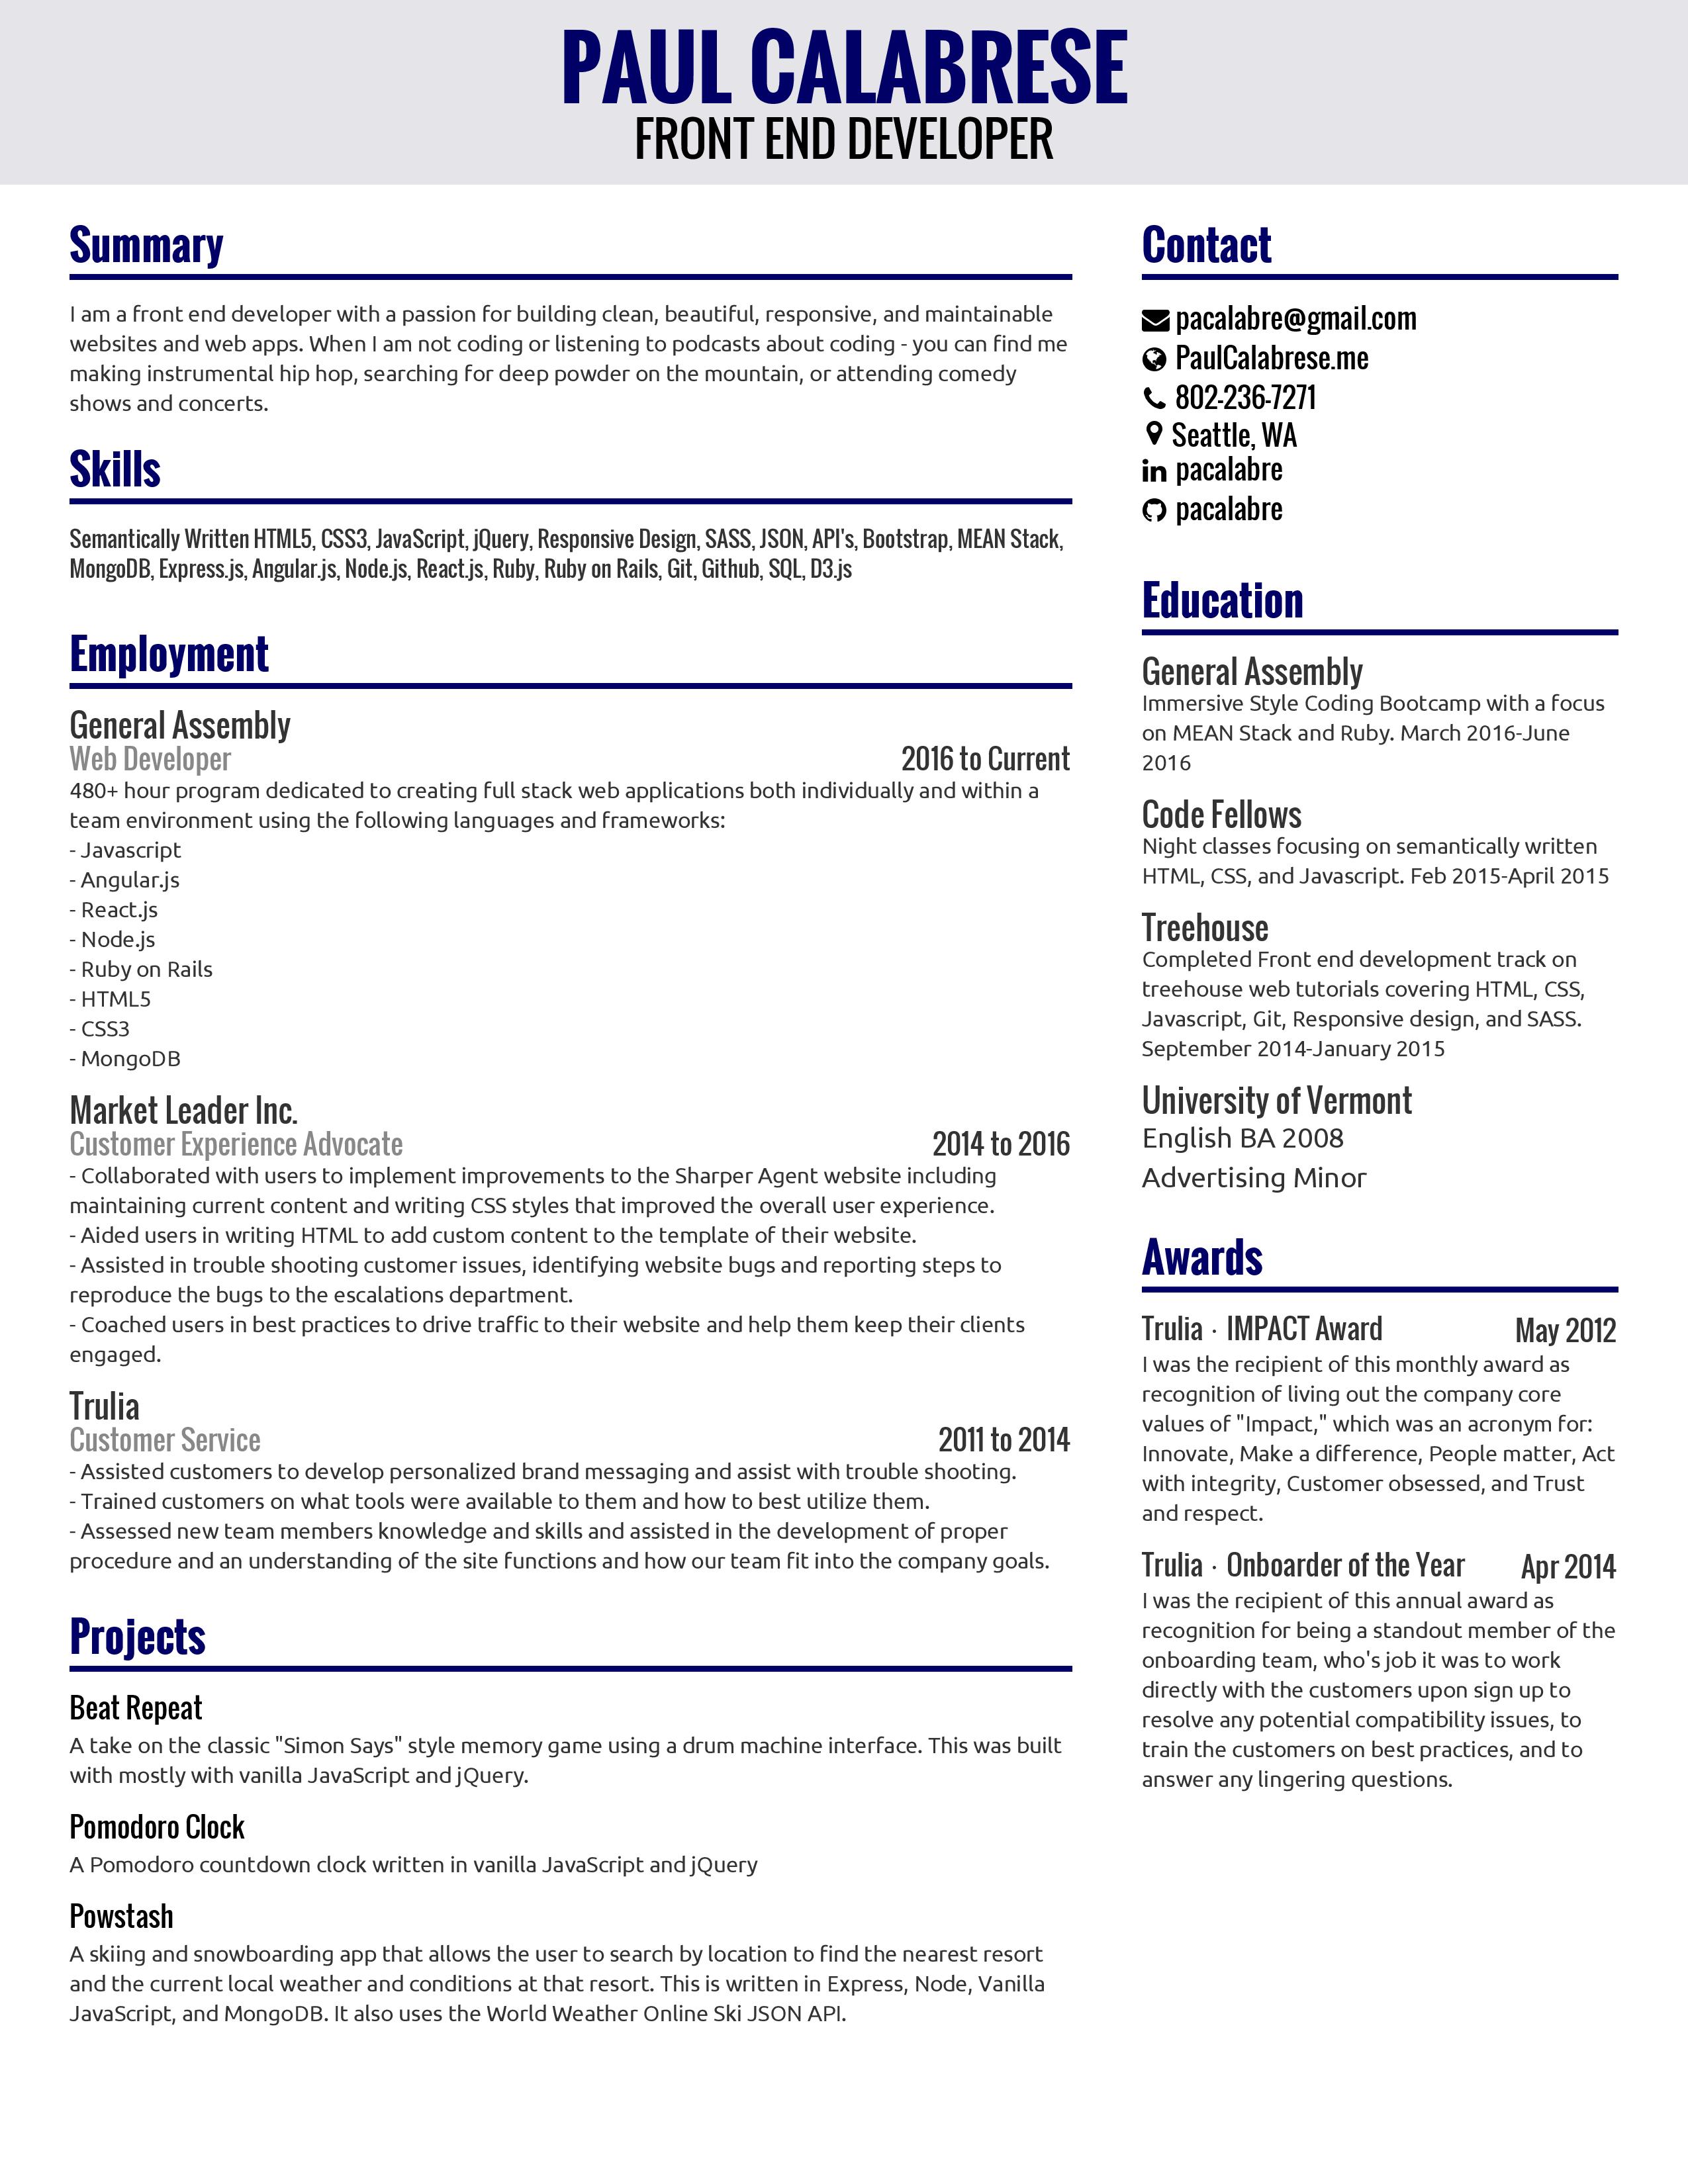 PAUL CALABRESE
FRONT END DEVELOPER
Summary
I am a front end developer with a passion for building clean, beautiful, responsive, and maintainable
websites and web apps. When I am not coding or listening to podcasts about coding - you can find me
making instrumental hip hop, searching for deep powder on the mountain, or attending comedy
shows and concerts.
Skills
Semantically Written HTML5, CSS3, JavaScript, jQuery, Responsive Design, SASS, JSON, API's, Bootstrap, MEAN Stack,
MongoDB, Express.js, Angular.js, Node.js, React.js, Ruby, Ruby on Rails, Git, Github, SQL, D3.js
Employment
General Assembly
Web Developer 2016 to Current
480+ hour program dedicated to creating full stack web applications both individually and within a
team environment using the following languages and frameworks:
- Javascript
- Angular.js
- React.js
- Node.js
- Ruby on Rails
- HTML5
- CSS3
- MongoDB
Market Leader Inc.
Customer Experience Advocate 2014 to 2016
- Collaborated with users to implement improvements to the Sharper Agent website including
maintaining current content and writing CSS styles that improved the overall user experience.
- Aided users in writing HTML to add custom content to the template of their website.
- Assisted in trouble shooting customer issues, identifying website bugs and reporting steps to
reproduce the bugs to the escalations department.
- Coached users in best practices to drive traffic to their website and help them keep their clients
engaged.
Trulia
Customer Service 2011 to 2014
- Assisted customers to develop personalized brand messaging and assist with trouble shooting.
- Trained customers on what tools were available to them and how to best utilize them.
- Assessed new team members knowledge and skills and assisted in the development of proper
procedure and an understanding of the site functions and how our team fit into the company goals.
Projects
Beat Repeat
A take on the classic "Simon Says" style memory game using a drum machine interface. This was built
with mostly with vanilla JavaScript and jQuery.
Pomodoro Clock
A Pomodoro countdown clock written in vanilla JavaScript and jQuery
Powstash
A skiing and snowboarding app that allows the user to search by location to find the nearest resort
and the current local weather and conditions at that resort. This is written in Express, Node, Vanilla
JavaScript, and MongoDB. It also uses the World Weather Online Ski JSON API.
Contact
pacalabre@gmail.com
PaulCalabrese.me
802-236-7271
Seattle, WA
pacalabre
pacalabre
Education
General Assembly
Immersive Style Coding Bootcamp with a focus
on MEAN Stack and Ruby. March 2016-June
2016
Code Fellows
Night classes focusing on semantically written
HTML, CSS, and Javascript. Feb 2015-April 2015
Treehouse
Completed Front end development track on
treehouse web tutorials covering HTML, CSS,
Javascript, Git, Responsive design, and SASS.
September 2014-January 2015
University of Vermont
English BA 2008
Advertising Minor
Awards
Trulia · IMPACT Award May 2012
I was the recipient of this monthly award as
recognition of living out the company core
values of "Impact," which was an acronym for:
Innovate, Make a difference, People matter, Act
with integrity, Customer obsessed, and Trust
and respect.
Trulia · Onboarder of the Year Apr 2014
I was the recipient of this annual award as
recognition for being a standout member of the
onboarding team, who's job it was to work
directly with the customers upon sign up to
resolve any potential compatibility issues, to
train the customers on best practices, and to
answer any lingering questions.